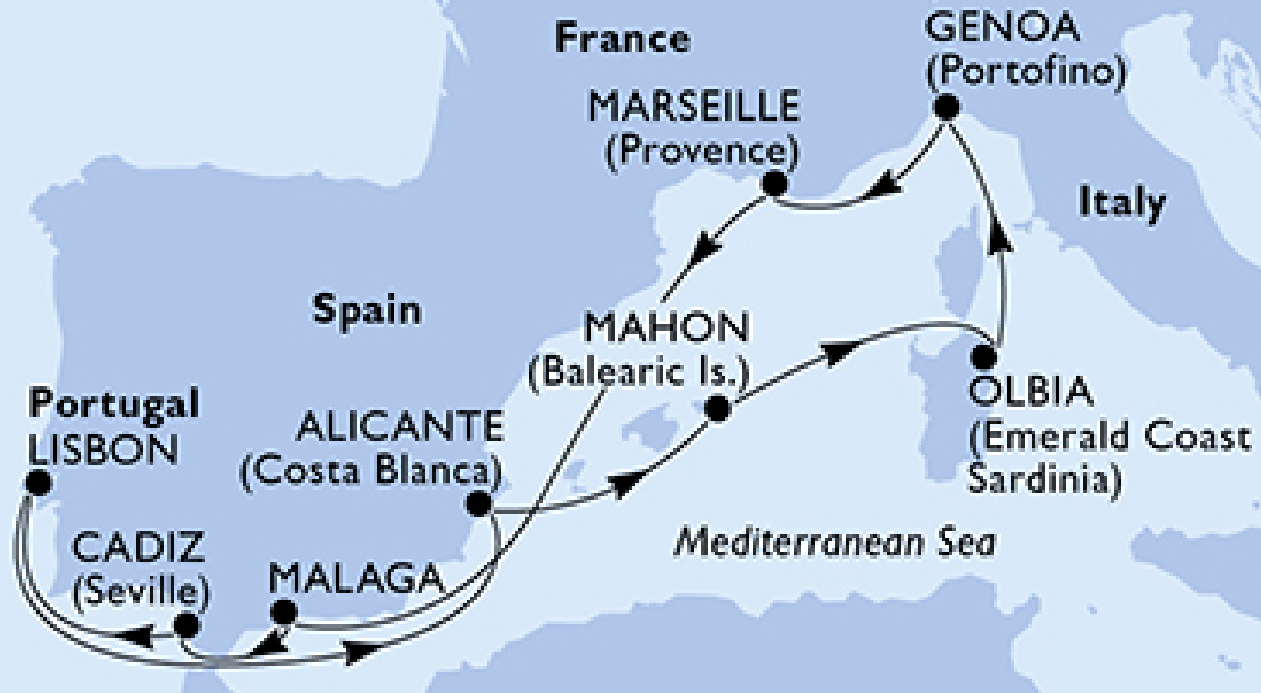 France
GENOA
(Portofino)
MARSEILLE
(Provence)
Italy
Spain
MAHON
(Balearic Is.)
Portugal
LISBON
ALICANTE
(Costa Blanca)
OLBIA
(Emerald Coast
Sardinia)
CADIZ
(Seville)
MALAGA
Mediterranean Sea